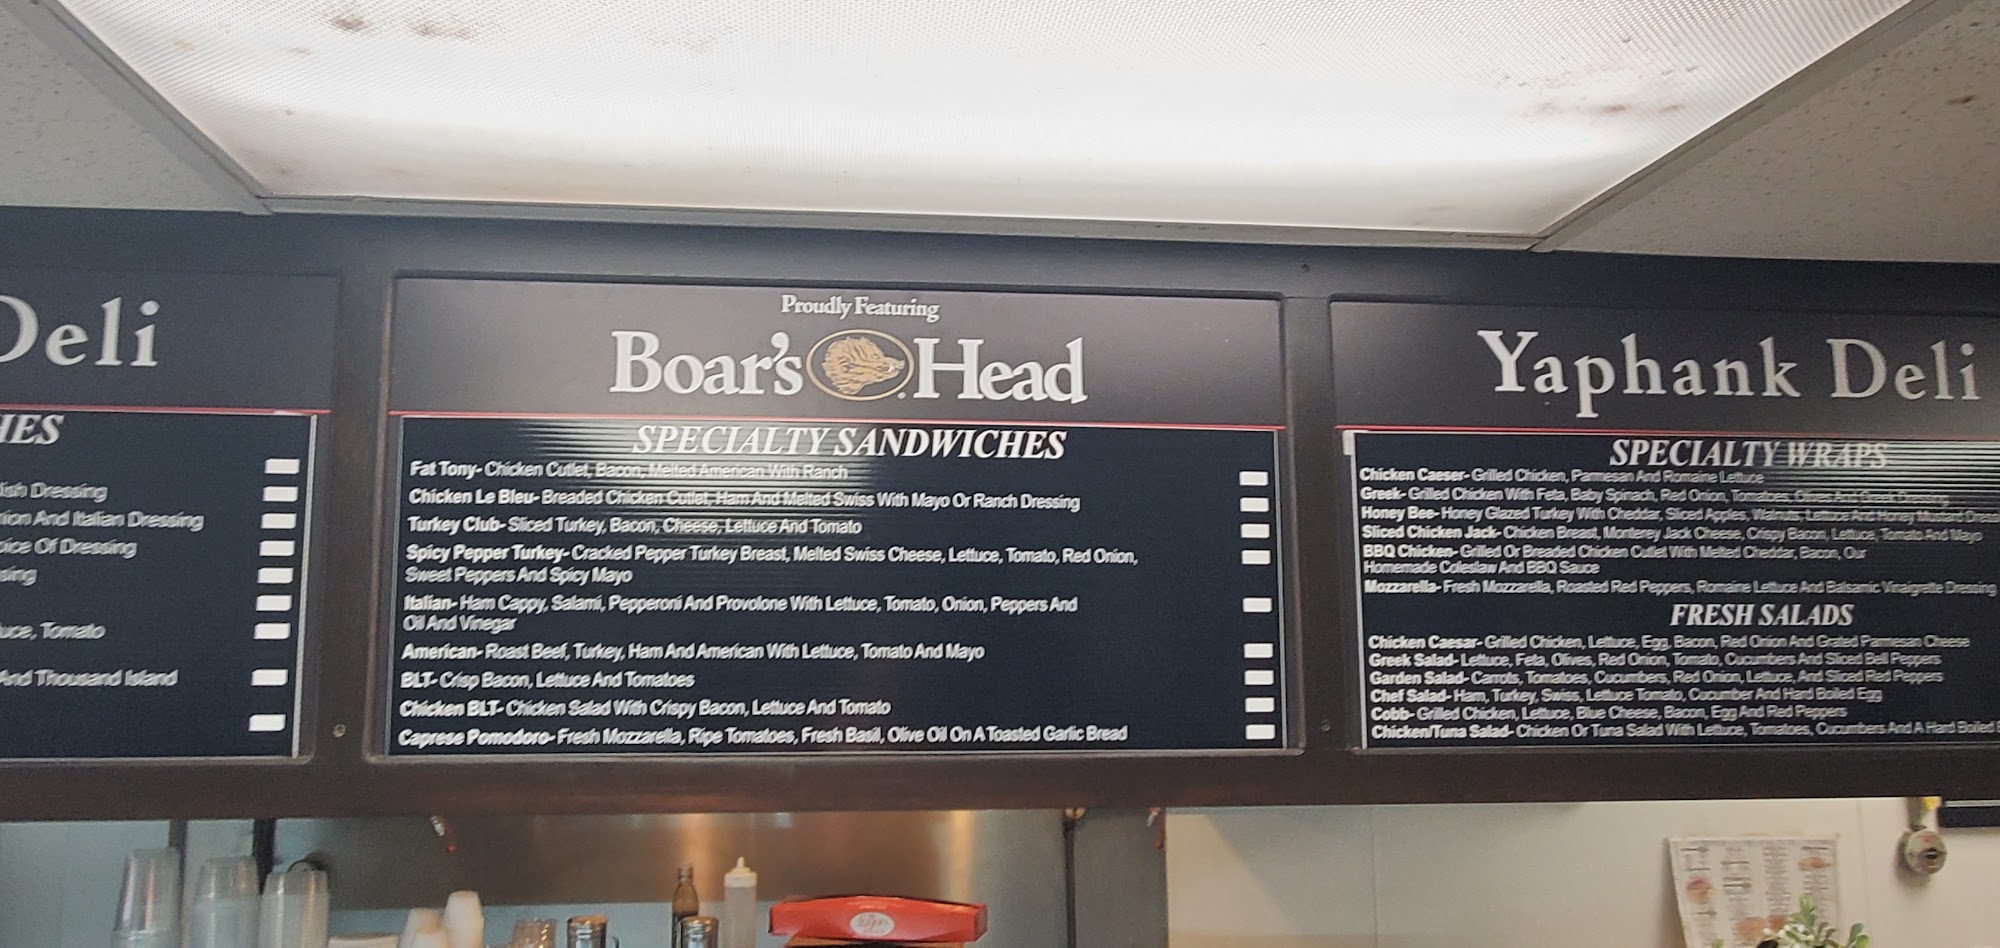 Deli
HES
lish Dressing
nion And Italian Dressing
oice Of Dressing
sing
uce, Tomato
And Thousand Island
Proudly Featuring
Boar's Head
SPECIALTY SANDWICHES
Fat Tony- Chicken Cutlet, Bacon, Melted American With Ranch
Chicken Le Bleu- Breaded Chicken Cutlet, Ham And Melted Swiss With Mayo Or Ranch Dressing
Turkey Club- Sliced Turkey, Bacon, Cheese, Lettuce And Tomato
Spicy Pepper Turkey- Cracked Pepper Turkey Breast, Melted Swiss Cheese, Lettuce, Tomato, Red Onion,
Sweet Peppers And Spicy Mayo
Italian- Ham Cappy, Salami, Pepperoni And Provolone With Lettuce, Tomato, Onion, Peppers And
Oil And Vinegar
American- Roast Beef, Turkey, Ham And American With Lettuce, Tomato And Mayo
BLT- Crisp Bacon, Lettuce And Tomatoes
Chicken BLT- Chicken Salad With Crispy Bacon, Lettuce And Tomato
Caprese Pomodoro- Fresh Mozzarella, Ripe Tomatoes, Fresh Basil, Olive Oil On A Toasted Garlic Bread
Yaphank Deli
SPECIALTY WRAPS
Chicken Caeser- Grilled Chicken, Parmesan And Romaine Lettuce
Greek- Grilled Chicken With Feta, Baby Spinach, Red Onion, Tomatoes, Olives And Greek Dressing
Honey Bee- Honey Glazed Turkey With Cheddar, Sliced Apples, Walnuts, Lettuce And Honey Mustard Dress
Sliced Chicken Jack- Chicken Breast, Monterey Jack Cheese, Crispy Bacon, Lettuce, Tomato And Mayo
BBQ Chicken- Grilled Or Breaded Chicken Cutlet With Melted Cheddar, Bacon, Our
Homemade Coleslaw And BBQ Sauce
Mozzarella- Fresh Mozzarella, Roasted Red Peppers, Romaine Lettuce And Balsamic Vinaigrette Dressing
FRESH SALADS
Chicken Caesar- Grilled Chicken, Lettuce, Egg, Bacon, Red Onion And Grated Parmesan Cheese
Greek Salad- Lettuce, Feta, Olives, Red Onion, Tomato, Cucumbers And Sliced Bell Peppers
Garden Salad- Carrots, Tomatoes, Cucumbers, Red Onion, Lettuce, And Sliced Red Peppers
Chef Salad- Ham, Turkey, Swiss, Lettuce Tomato, Cucumber And Hard Boiled Egg
Cobb- Grilled Chicken, Lettuce, Blue Cheese, Bacon, Egg And Red Peppers
Chicken/Tuna Salad- Chicken Or Tuna Salad With Lettuce, Tomatoes, Cucumbers And A Hard Boiled E